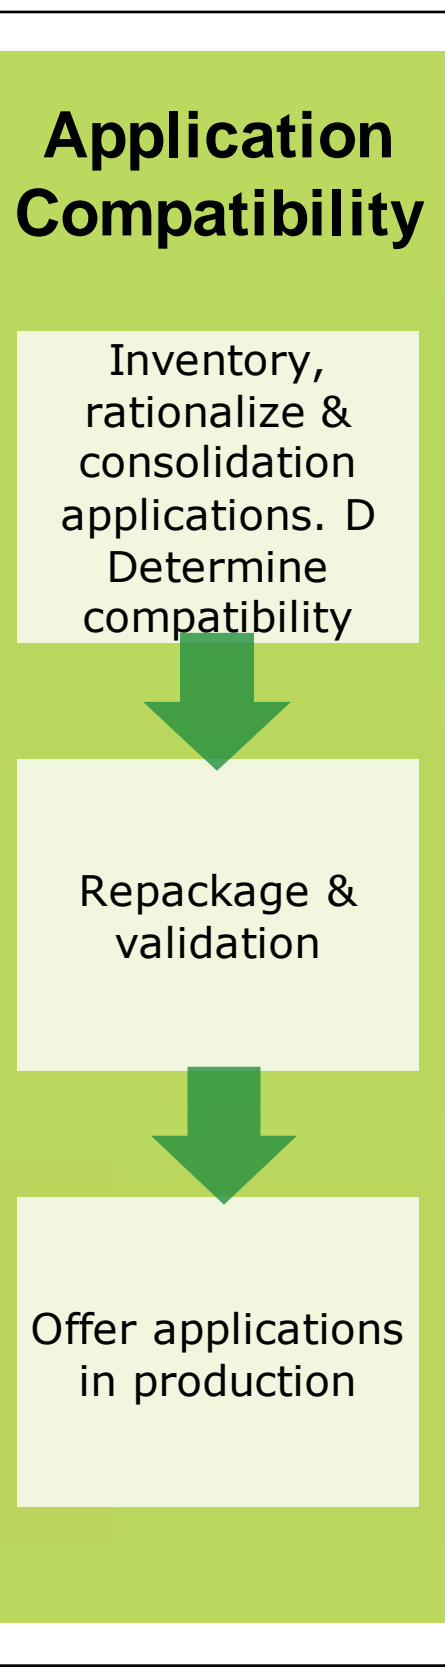 Application
Compatibility
Inventory,
rationalize &
consolidation
applications. D
Determine
compatibility
Repackage &
validation
Offer applications
in production